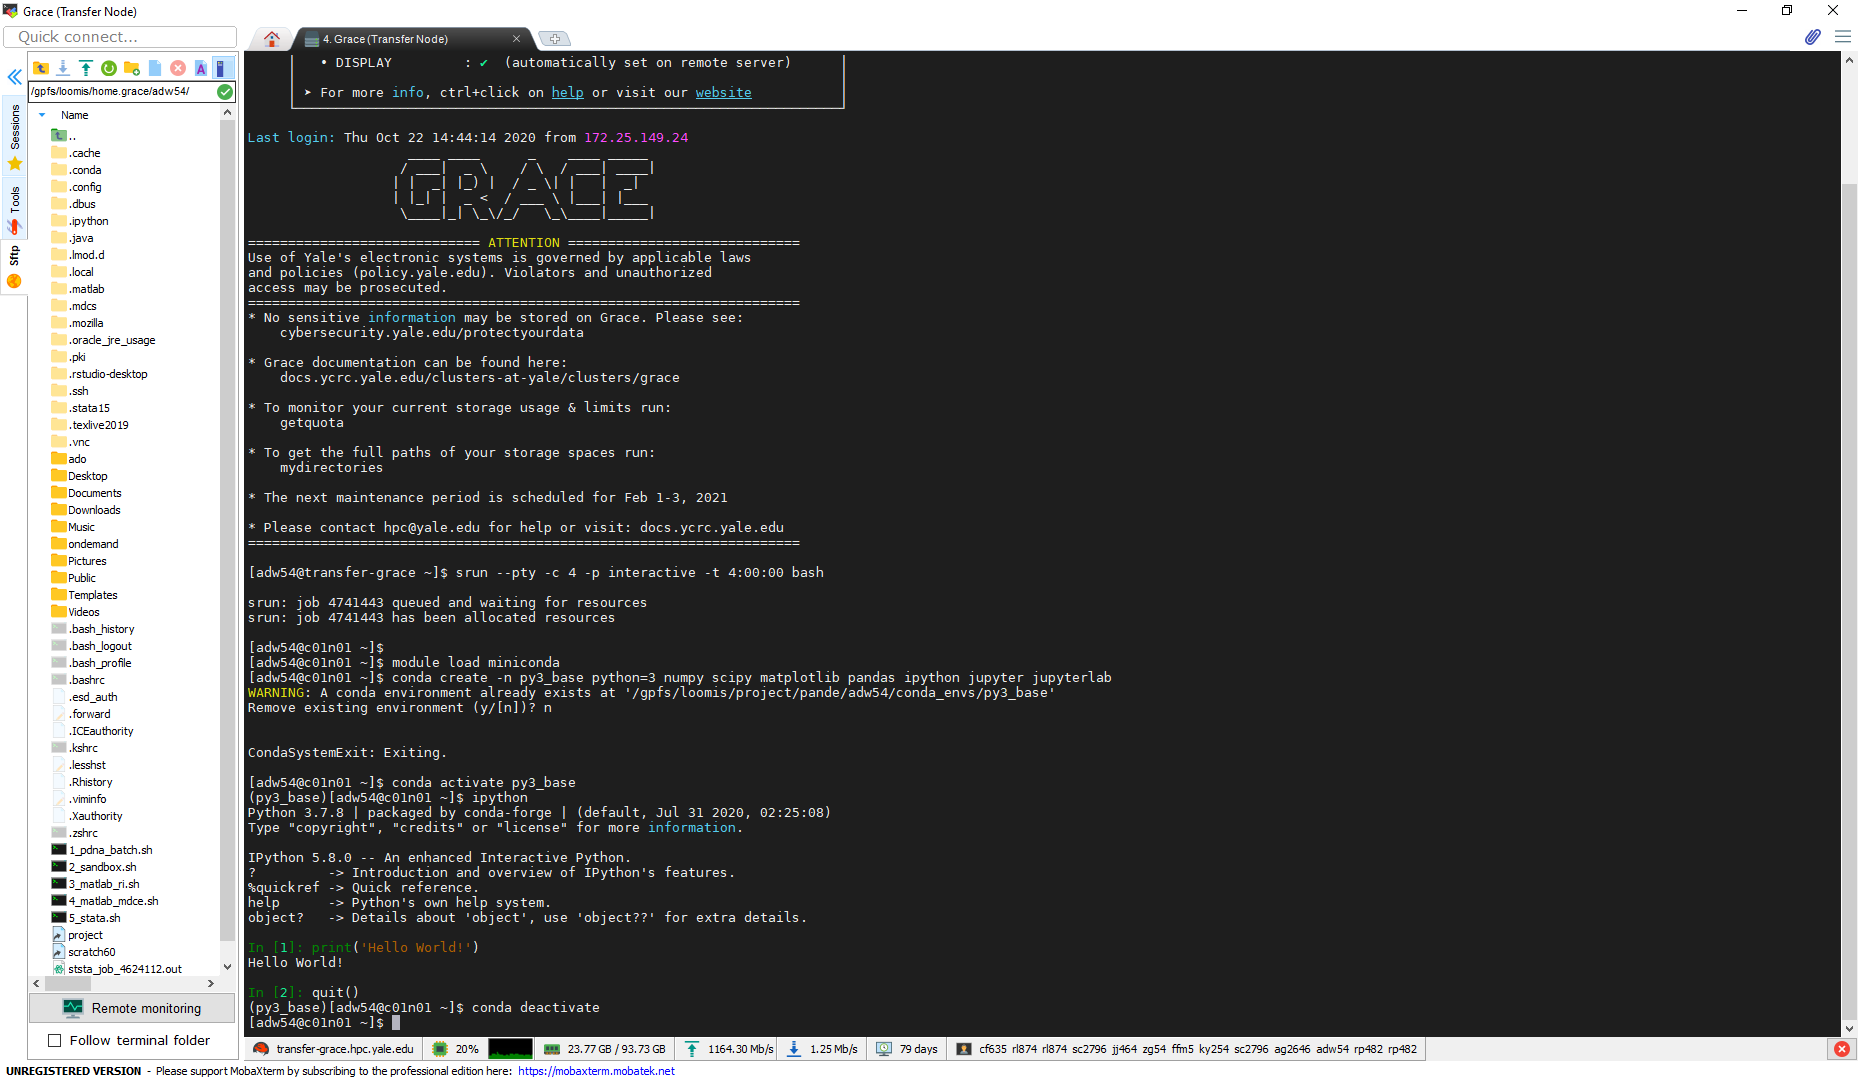 Grace (Transfer Node)
Quick connect...
4. Grace (Transfer Node)
/gpfs/loomis/home.grace/adw54/
Sessions
Tools
Sftp
Name
..
.cache
.conda
.config
.dbus
.ipython
.java
.lmod.d
.local
.matlab
.mdcs
.mozilla
.oracle_jre_usage
.pki
.rstudio-desktop
.ssh
.stata15
.texlive2019
.vnc
ado
Desktop
Documents
Downloads
Music
ondemand
Pictures
Public
Templates
Videos
.bash_history
.bash_logout
.bash_profile
.bashrc
.esd_auth
.forward
.ICEauthority
.kshrc
.lesshst
.Rhistory
.viminfo
.Xauthority
.zshrc
1_pdna_batch.sh
2_sandbox.sh
3_matlab_ri.sh
4_matlab_mdce.sh
5_stata.sh
project
scratch60
ststa_job_4624112.out
Remote monitoring
Follow terminal folder
• DISPLAY : ✔ (automatically set on remote server)
➤ For more info, ctrl+click on help or visit our website
Last login: Thu Oct 22 14:44:14 2020 from 172.25.149.24
GRACE
============================= ATTENTION =============================
Use of Yale's electronic systems is governed by applicable laws
and policies (policy.yale.edu). Violators and unauthorized
access may be prosecuted.
=====================================================================
* No sensitive information may be stored on Grace. Please see:
cybersecurity.yale.edu/protectyourdata
* Grace documentation can be found here:
docs.ycrc.yale.edu/clusters-at-yale/clusters/grace
* To monitor your current storage usage & limits run:
getquota
* To get the full paths of your storage spaces run:
mydirectories
* The next maintenance period is scheduled for Feb 1-3, 2021
* Please contact hpc@yale.edu for help or visit: docs.ycrc.yale.edu
=====================================================================
[adw54@transfer-grace ~]$ srun --pty -c 4 -p interactive -t 4:00:00 bash
srun: job 4741443 queued and waiting for resources
srun: job 4741443 has been allocated resources
[adw54@c01n01 ~]$
[adw54@c01n01 ~]$ module load miniconda
[adw54@c01n01 ~]$ conda create -n py3_base python=3 numpy scipy matplotlib pandas ipython jupyter jupyterlab
WARNING: A conda environment already exists at '/gpfs/loomis/project/pande/adw54/conda_envs/py3_base'
Remove existing environment (y/[n])? n
CondaSystemExit: Exiting.
[adw54@c01n01 ~]$ conda activate py3_base
(py3_base)[adw54@c01n01 ~]$ ipython
Python 3.7.8 | packaged by conda-forge | (default, Jul 31 2020, 02:25:08)
Type "copyright", "credits" or "license" for more information.
IPython 5.8.0 -- An enhanced Interactive Python.
? -> Introduction and overview of IPython's features.
%quickref -> Quick reference.
help -> Python's own help system.
object? -> Details about 'object', use 'object??' for extra details.
In [1]: print('Hello World!')
Hello World!
In [2]: quit()
(py3_base)[adw54@c01n01 ~]$ conda deactivate
[adw54@c01n01 ~]$
transfer-grace.hpc.yale.edu 20% 23.77 GB / 93.73 GB 1164.30 Mb/s 1.25 Mb/s 79 days cf635 rl874 rl874 sc2796 jj464 zg54 ffm5 ky254 sc2796 ag2646 adw54 rp482 rp482
UNREGISTERED VERSION - Please support MobaXterm by subscribing to the professional edition here: https://mobaxterm.mobatek.net